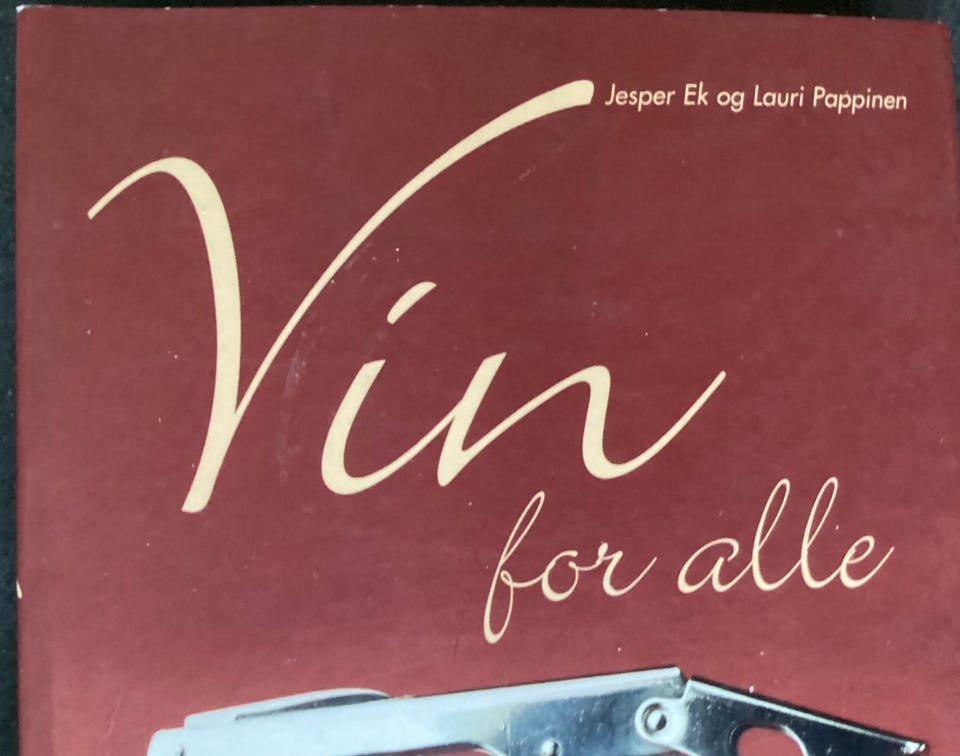 Jesper Ek og Lauri Pappinen
Vin
for alle